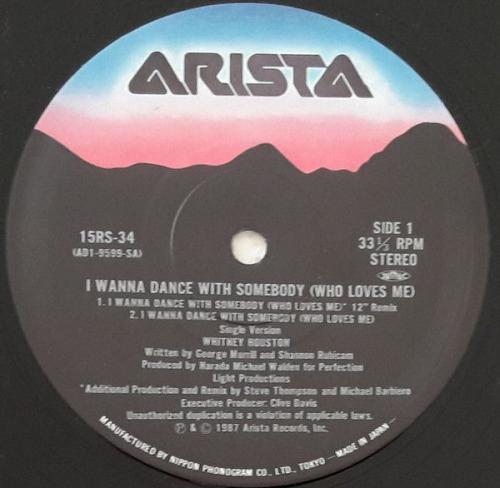 ARISTA
15RS-34
(AD1-9599-SA)
SIDE 1
33 1/3 RPM
STEREO
I WANNA DANCE WITH SOMEBODY (WHO LOVES ME)
1. I WANNA DANCE WITH SOMEBODY (WHO LOVES ME)* 12" Remix
2. I WANNA DANCE WITH SOMEBODY (WHO LOVES ME)
Single Version
WHITNEY HOUSTON
Written by George Merrill and Shannon Rubicam
Produced by Narada Michael Walden for Perfection
Light Productions
*Additional Production and Remix by Steve Thompson and Michael Barbiero
Executive Producer: Clive Davis
Unauthorized duplication is a violation of applicable laws.
℗ & © 1987 Arista Records, Inc.
MANUFACTURED BY NIPPON PHONOGRAM CO., LTD., TOKYO —MADE IN JAPAN—